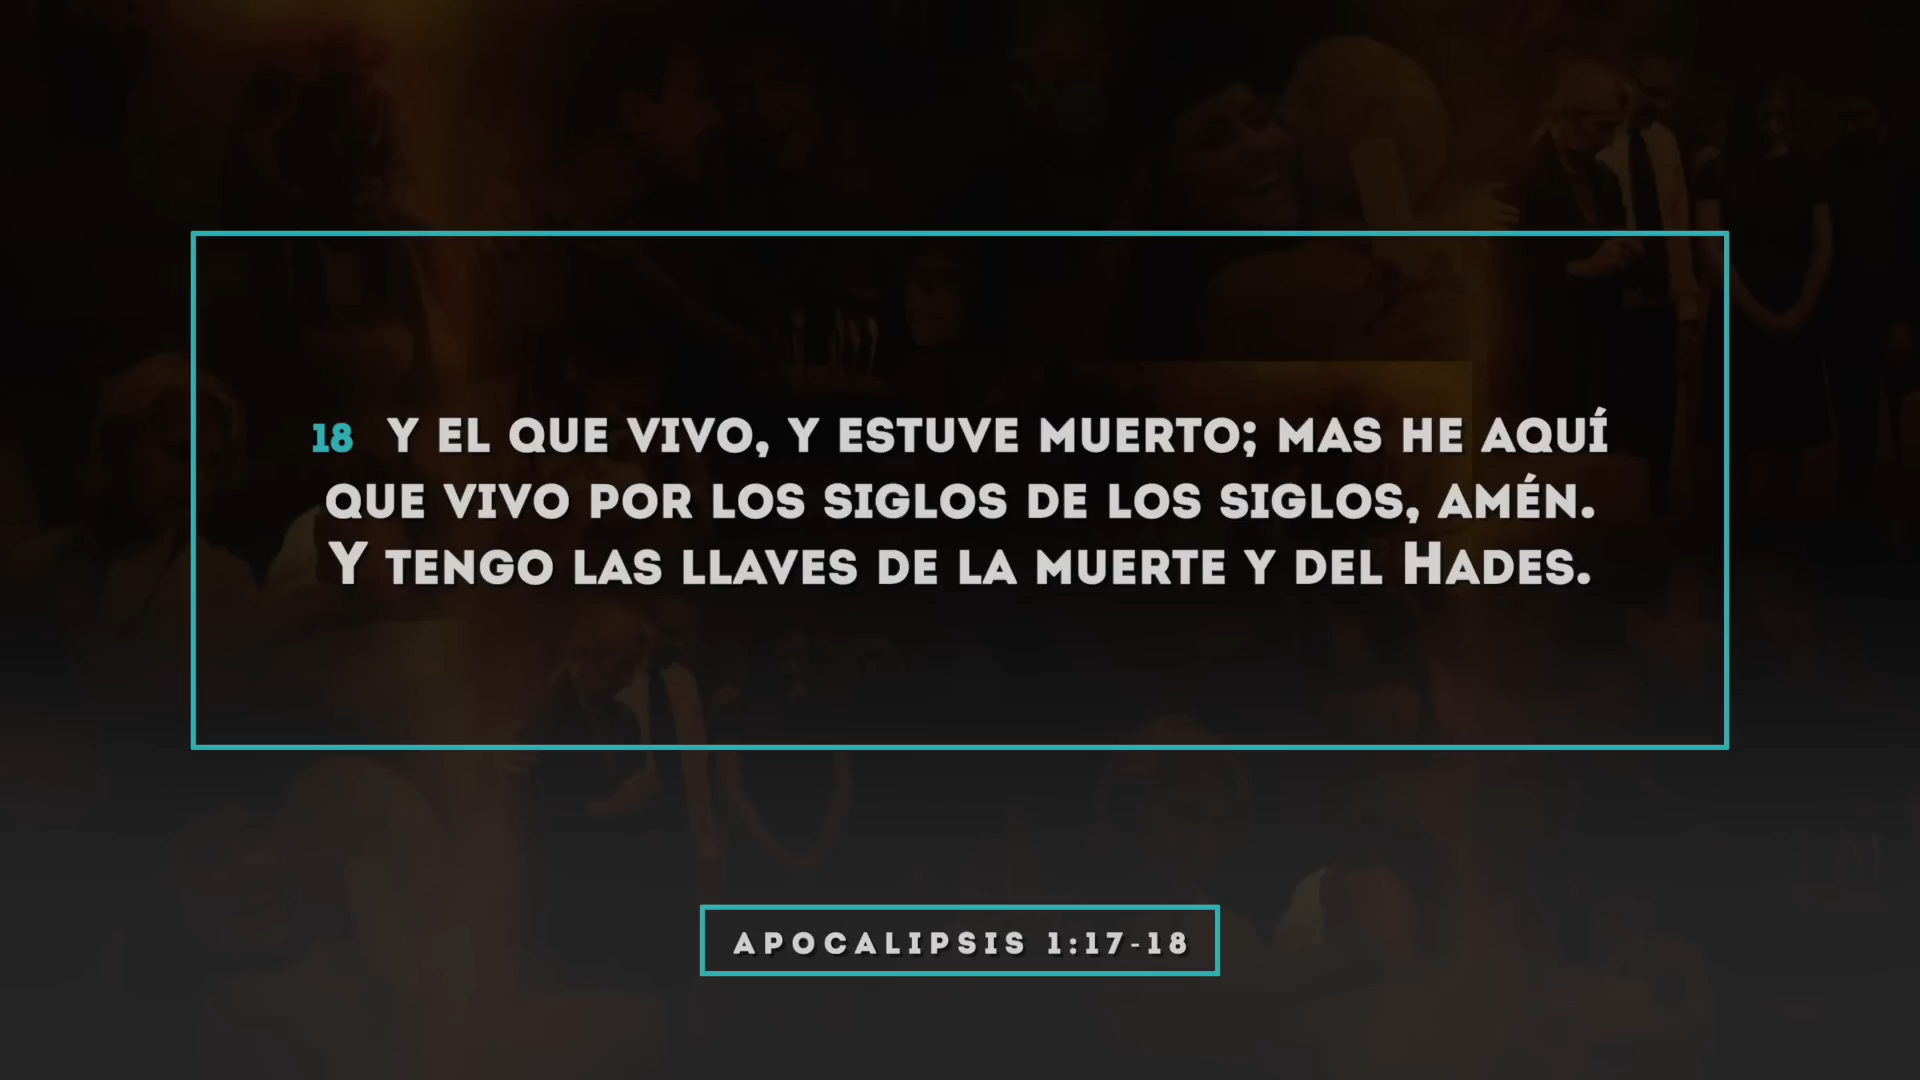 18 Y EL QUE VIVO, Y ESTUVE MUERTO; MAS HE AQUÍ
QUE VIVO POR LOS SIGLOS DE LOS SIGLOS, AMÉN.
Y TENGO LAS LLAVES DE LA MUERTE Y DEL HADES.
APOCALIPSIS 1:17-18